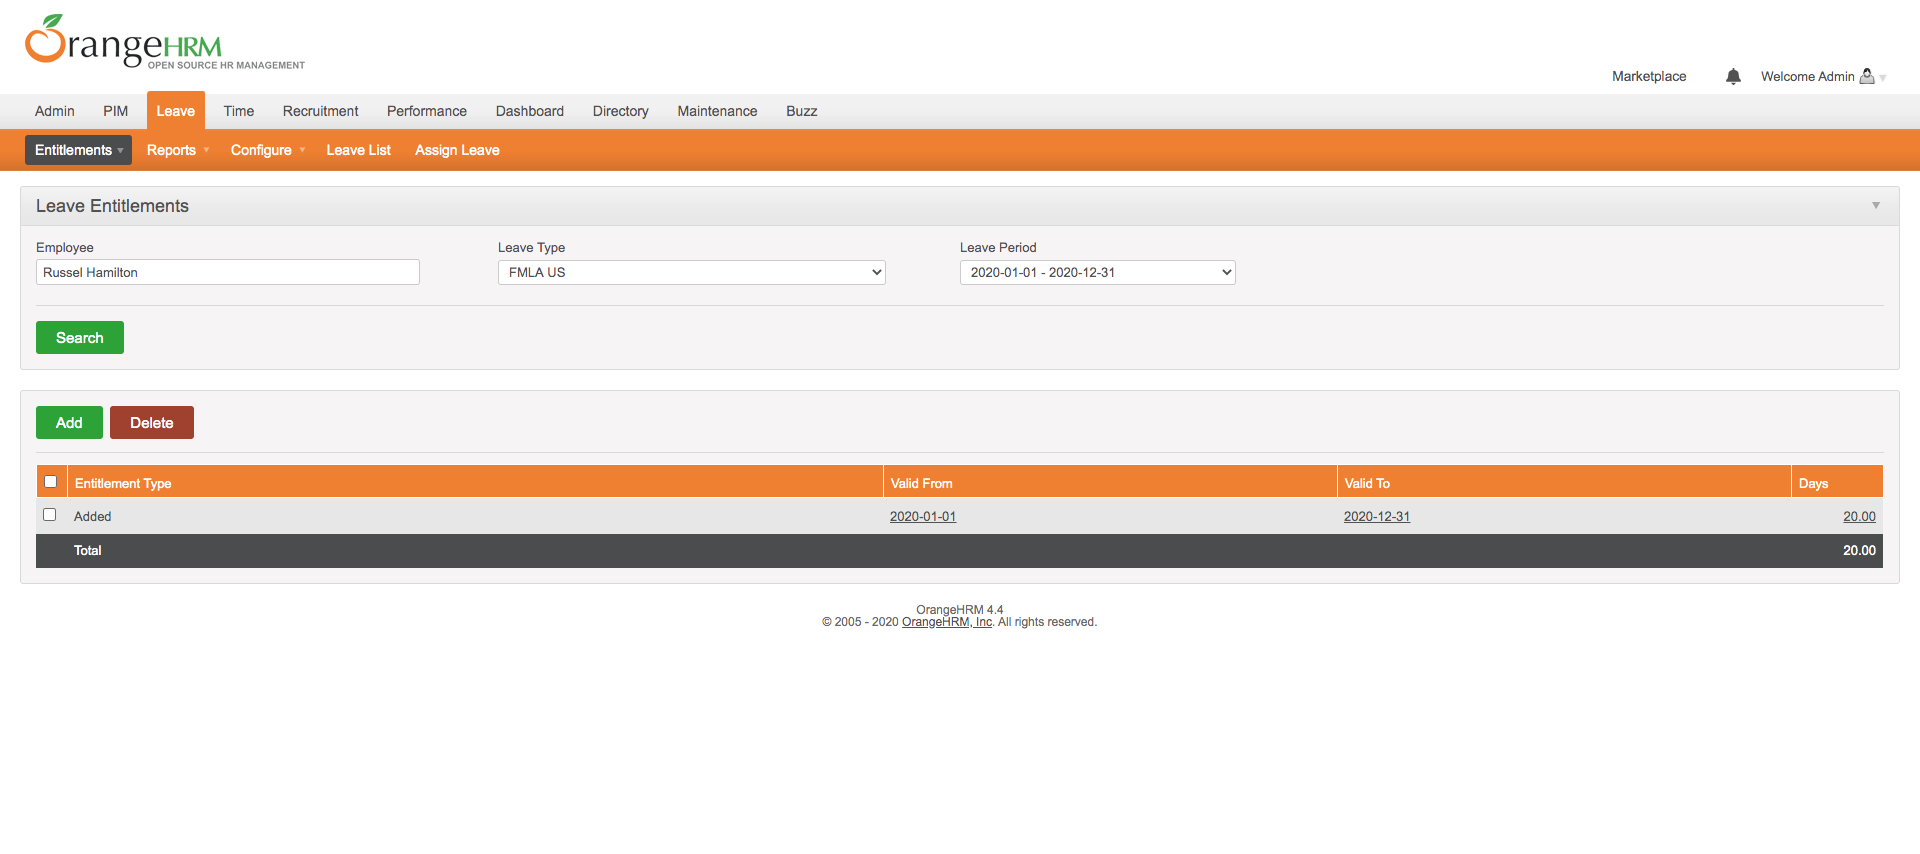 OrangeHRM
OPEN SOURCE HR MANAGEMENT
Marketplace
Welcome Admin
Admin PIM Leave Time Recruitment Performance Dashboard Directory Maintenance Buzz
Entitlements Reports Configure Leave List Assign Leave
Leave Entitlements
Employee Leave Type Leave Period
Russel Hamilton FMLA US 2020-01-01 - 2020-12-31
Search
Add Delete
Entitlement Type Valid From Valid To Days
Added 2020-01-01 2020-12-31 20.00
Total 20.00
OrangeHRM 4.4
© 2005 - 2020 OrangeHRM, Inc. All rights reserved.